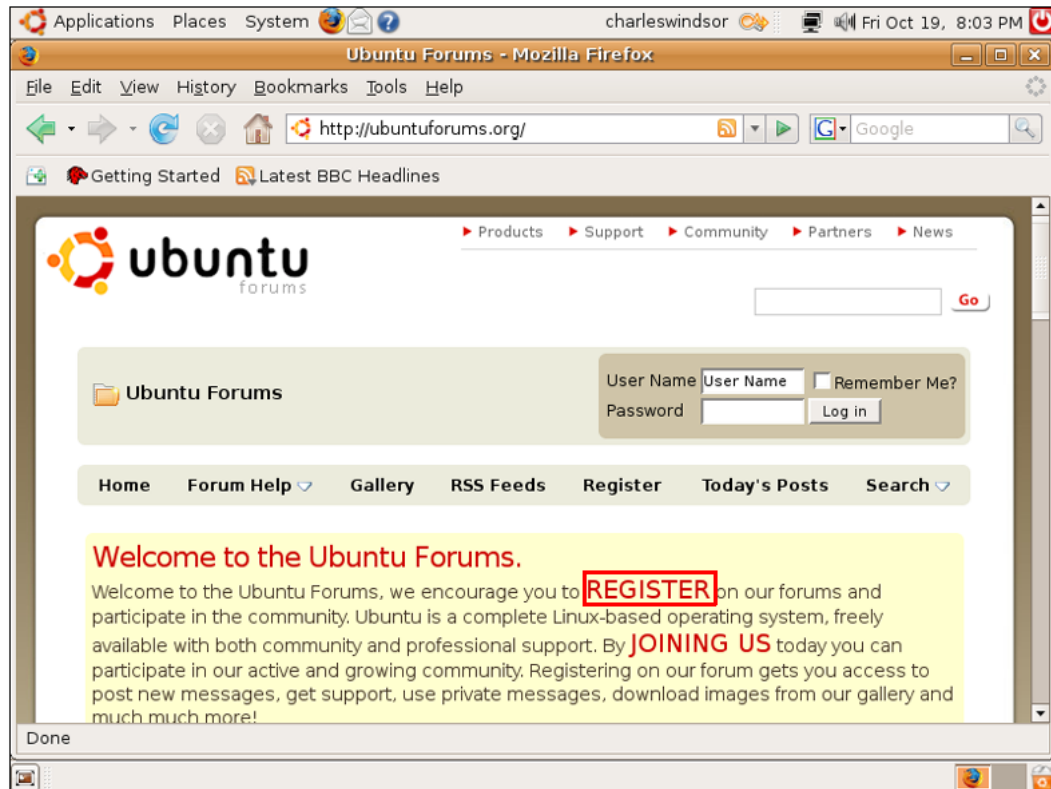 Applications Places System charleswindsor Fri Oct 19, 8:03 PM
Ubuntu Forums - Mozilla Firefox
File Edit View History Bookmarks Tools Help
http://ubuntuforums.org/ G Google
Getting Started Latest BBC Headlines
Products Support Community Partners News
ubuntu
forums
Go
Ubuntu Forums
User Name User Name Remember Me?
Password Log in
Home Forum Help Gallery RSS Feeds Register Today's Posts Search
Welcome to the Ubuntu Forums.
Welcome to the Ubuntu Forums, we encourage you to REGISTER on our forums and
participate in the community. Ubuntu is a complete Linux-based operating system, freely
available with both community and professional support. By JOINING US today you can
participate in our active and growing community. Registering on our forum gets you access to
post new messages, get support, use private messages, download images from our gallery and
much much more!
Done